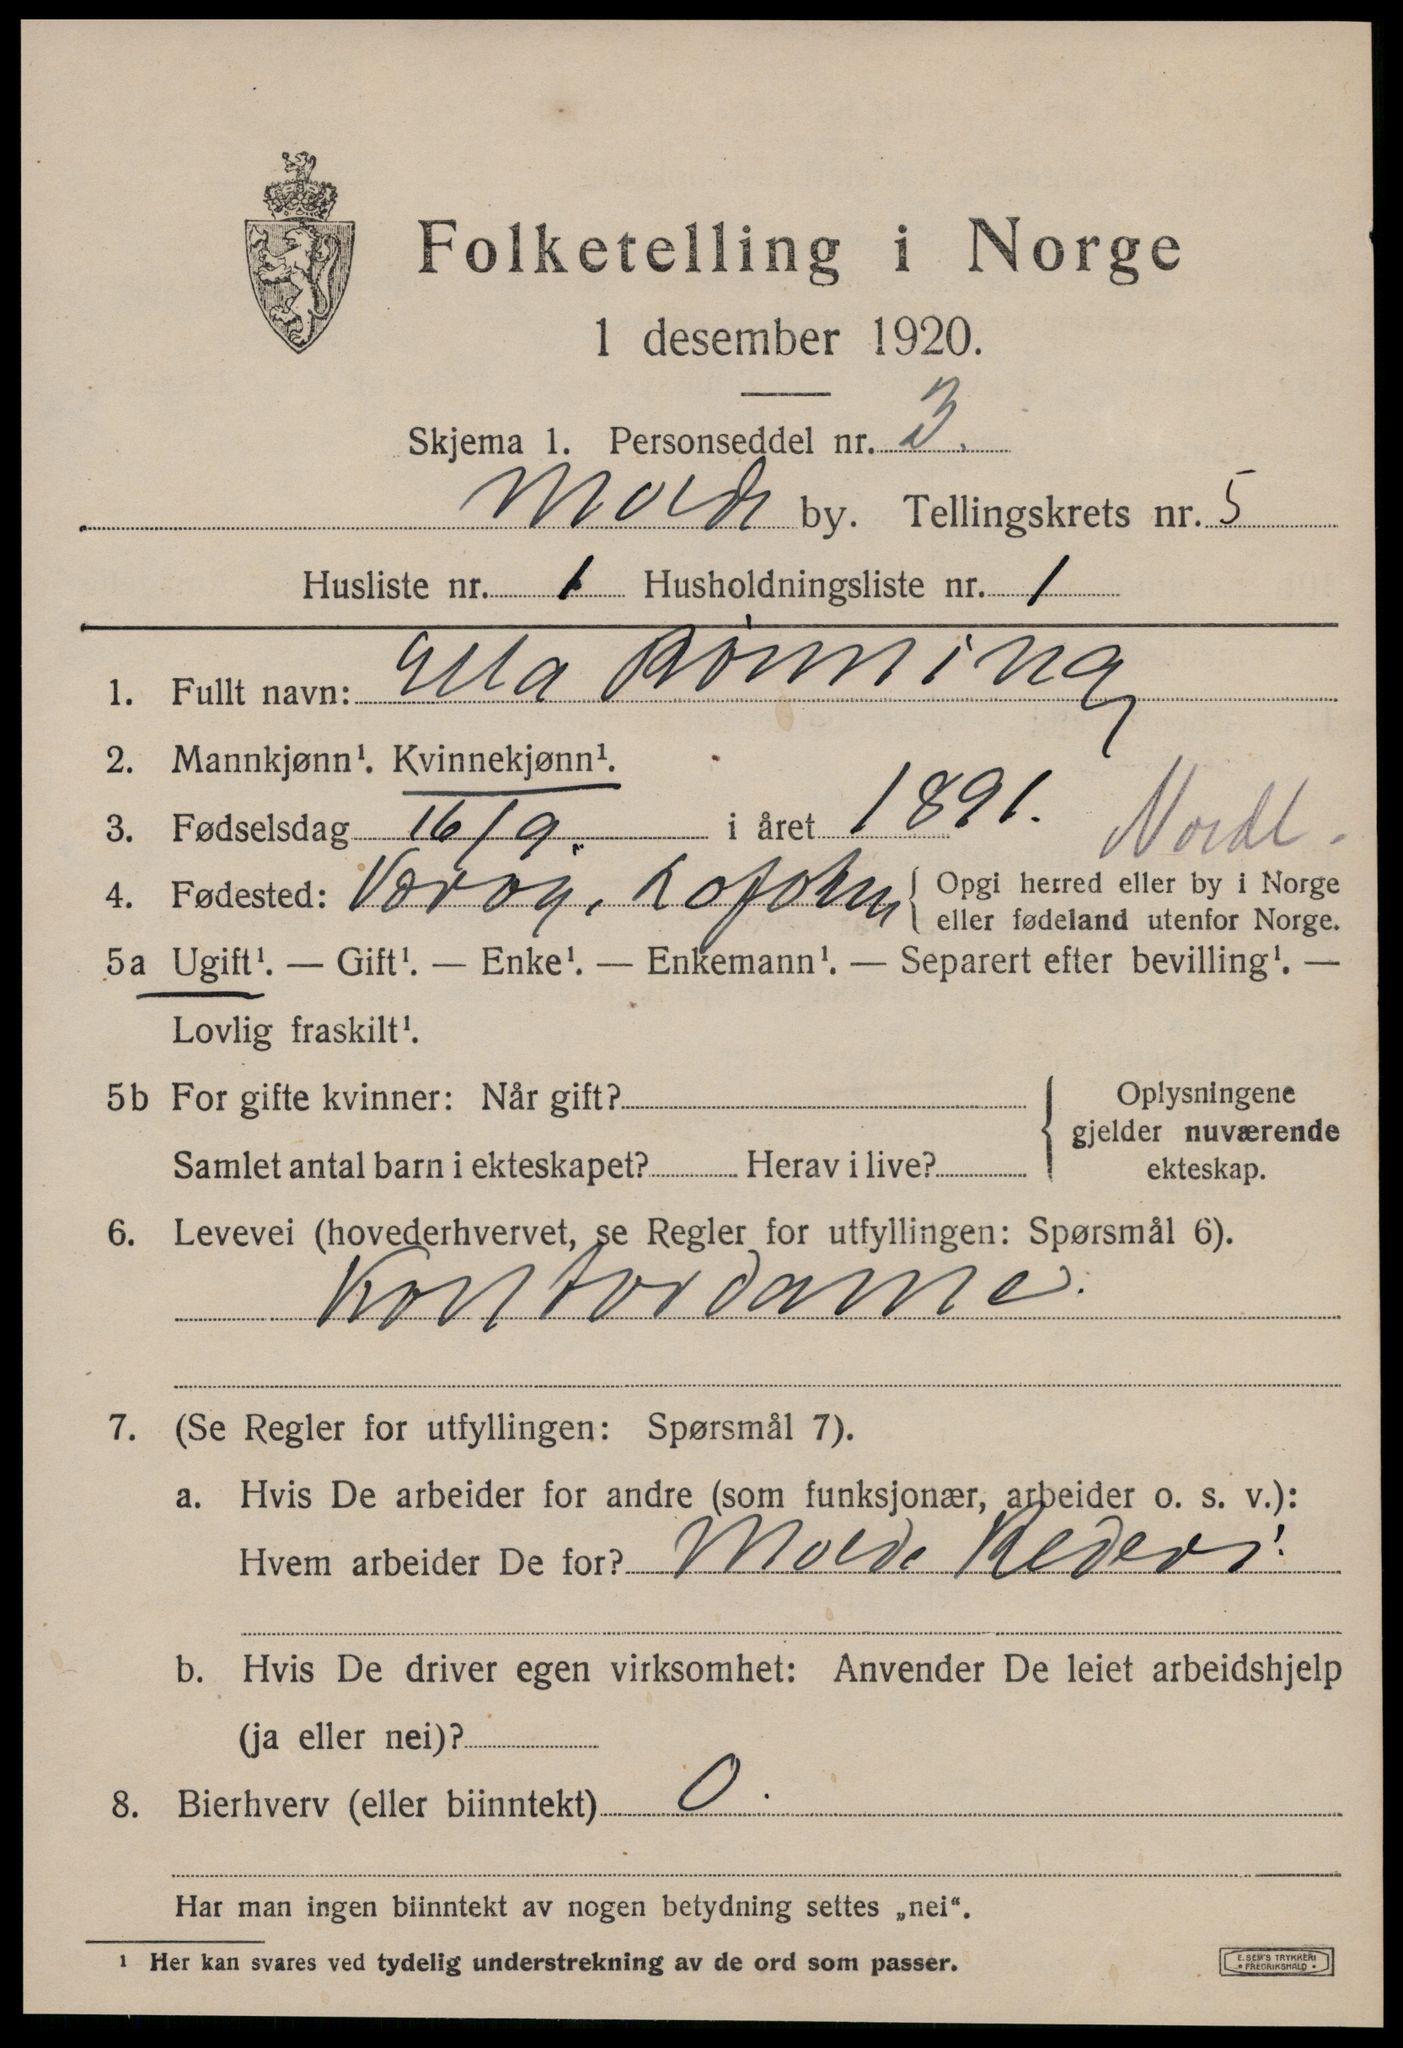 Folketelling i Norge
1 desember 1920.
Skjema 1. Personseddel nr. 3.
Molde by. Tellingskrets nr. 5
Husliste nr. 1 Husholdningsliste nr. 1
1. Fullt navn: Ella Rønning
2. Mannkjønn¹. Kvinnekjønn¹.
3. Fødselsdag 16/9. i året 1891. Nordl.
4. Fødested: Værøy, Lofoten { Opgi herred eller by i Norge
eller fødeland utenfor Norge.
5a Ugift¹. — Gift¹. — Enke¹. — Enkemann¹. — Separert efter bevilling¹. —
Lovlig fraskilt¹.
5b For gifte kvinner: Når gift?
Samlet antal barn i ekteskapet? Herav i live?
Oplysningene
gjelder nuværende
ekteskap.
6. Levevei (hovederhvervet, se Regler for utfyllingen: Spørsmål 6).
Kontordame.
7. (Se Regler for utfyllingen: Spørsmål 7).
a. Hvis De arbeider for andre (som funksjonær, arbeider o. s. v.):
Hvem arbeider De for? Molde Rederi.
b. Hvis De driver egen virksomhet: Anvender De leiet arbeidshjelp
(ja eller nei)?
8. Bierhverv (eller biinntekt) 0.
Har man ingen biinntekt av nogen betydning settes „nei“.
¹ Her kan svares ved tydelig understrekning av de ord som passer.
E. SEM'S TRYKKERI
• FREDRIKSHALD •